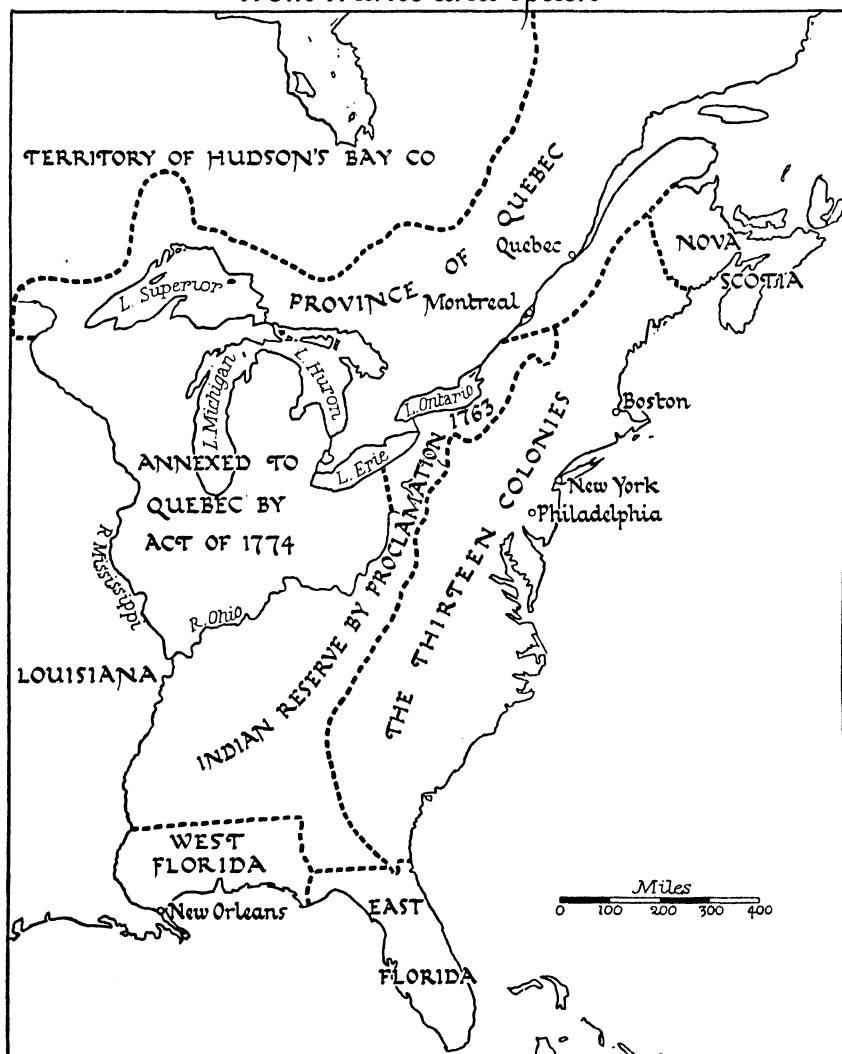 TERRITORY OF HUDSON'S BAY CO
PROVINCE OF QUEBEC
Quebec
Montreal
NOVA
SCOTIA
L. Superior
L. Michigan
L. Huron
L. Ontario
L. Erie
1763
Boston
ANNEXED TO
QUEBEC BY
ACT OF 1774
New York
Philadelphia
R. Mississippi
R. Ohio
INDIAN RESERVE BY PROCLAMATION
THE THIRTEEN COLONIES
LOUISIANA
WEST
FLORIDA
New Orleans
EAST
FLORIDA
Miles
0 100 200 300 400